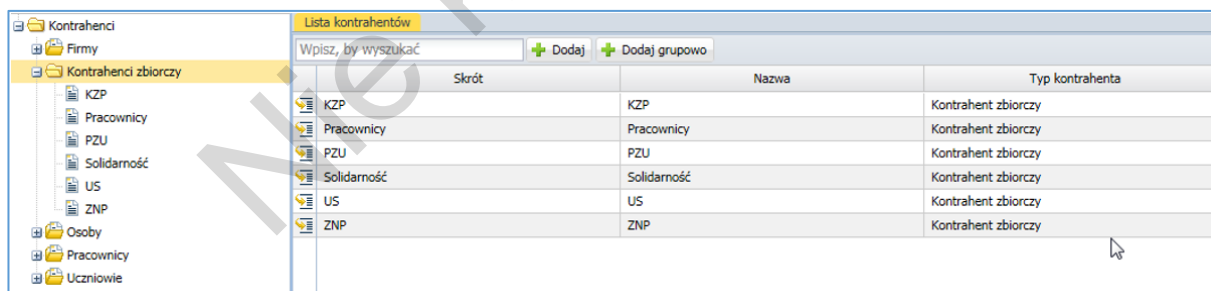 Kontrahenci
Firmy
Kontrahenci zbiorczy
KZP
Pracownicy
PZU
Solidarność
US
ZNP
Osoby
Pracownicy
Uczniowie
Lista kontrahentów
Wpisz, by wyszukać Dodaj Dodaj grupowo
Skrót Nazwa Typ kontrahenta
KZP KZP Kontrahent zbiorczy
Pracownicy Pracownicy Kontrahent zbiorczy
PZU PZU Kontrahent zbiorczy
Solidarność Solidarność Kontrahent zbiorczy
US US Kontrahent zbiorczy
ZNP ZNP Kontrahent zbiorczy
Nie